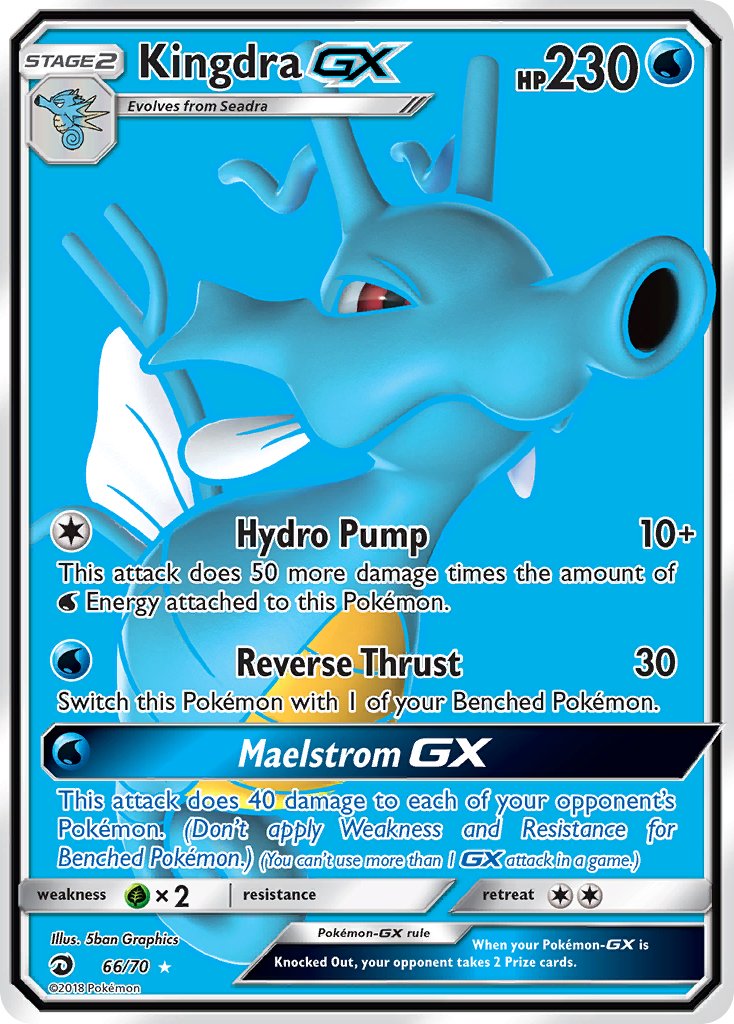 STAGE2 Kingdra GX HP230
Evolves from Seadra
Hydro Pump 10+
This attack does 50 more damage times the amount of
Energy attached to this Pokémon.
Reverse Thrust 30
Switch this Pokémon with 1 of your Benched Pokémon.
Maelstrom GX
This attack does 40 damage to each of your opponent's
Pokémon. (Don't apply Weakness and Resistance for
Benched Pokémon.) (You can't use more than 1 GX attack in a game.)
weakness ×2 resistance retreat
Illus. 5ban Graphics
Pokémon-GX rule
When your Pokémon-GX is
Knocked Out, your opponent takes 2 Prize cards.
66/70
©2018 Pokémon